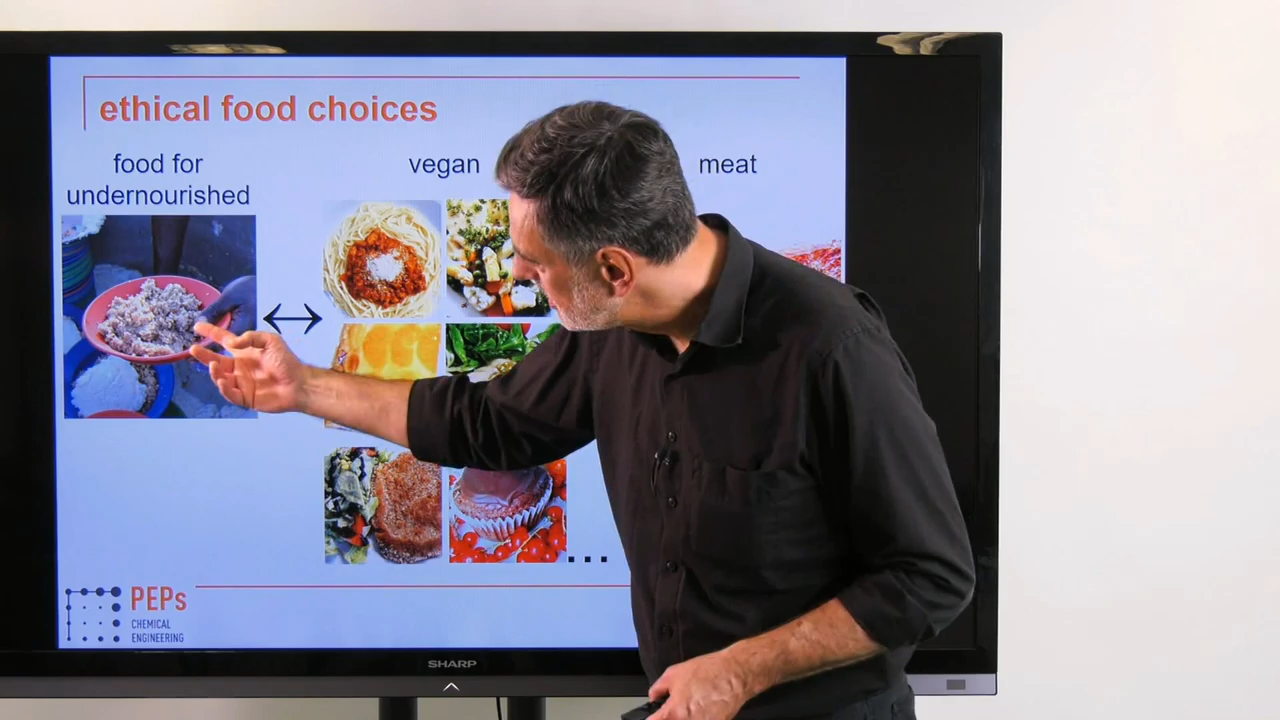 ethical food choices
food for
undernourished
vegan
meat
...
PEPs
CHEMICAL
ENGINEERING
SHARP